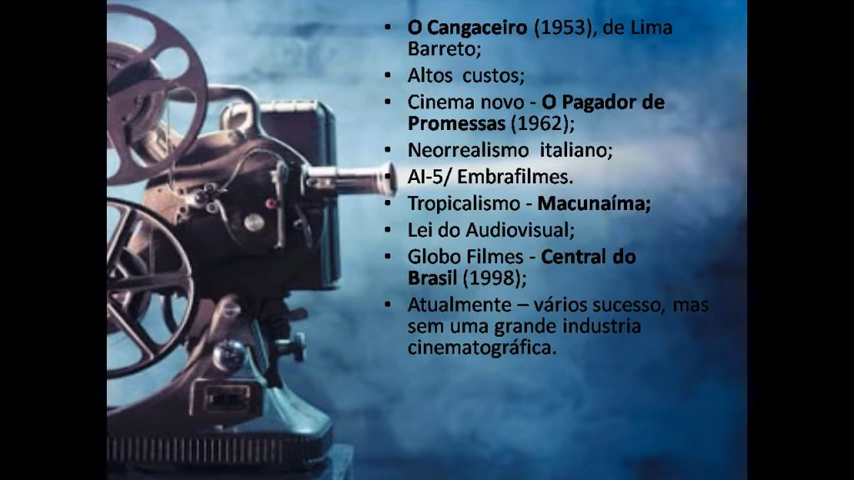 • O Cangaceiro (1953), de Lima
Barreto;
• Altos custos;
• Cinema novo - O Pagador de
Promessas (1962);
• Neorrealismo italiano;
• AI-5/ Embrafilmes.
• Tropicalismo - Macunaíma;
• Lei do Audiovisual;
• Globo Filmes - Central do
Brasil (1998);
• Atualmente – vários sucesso, mas
sem uma grande industria
cinematográfica.